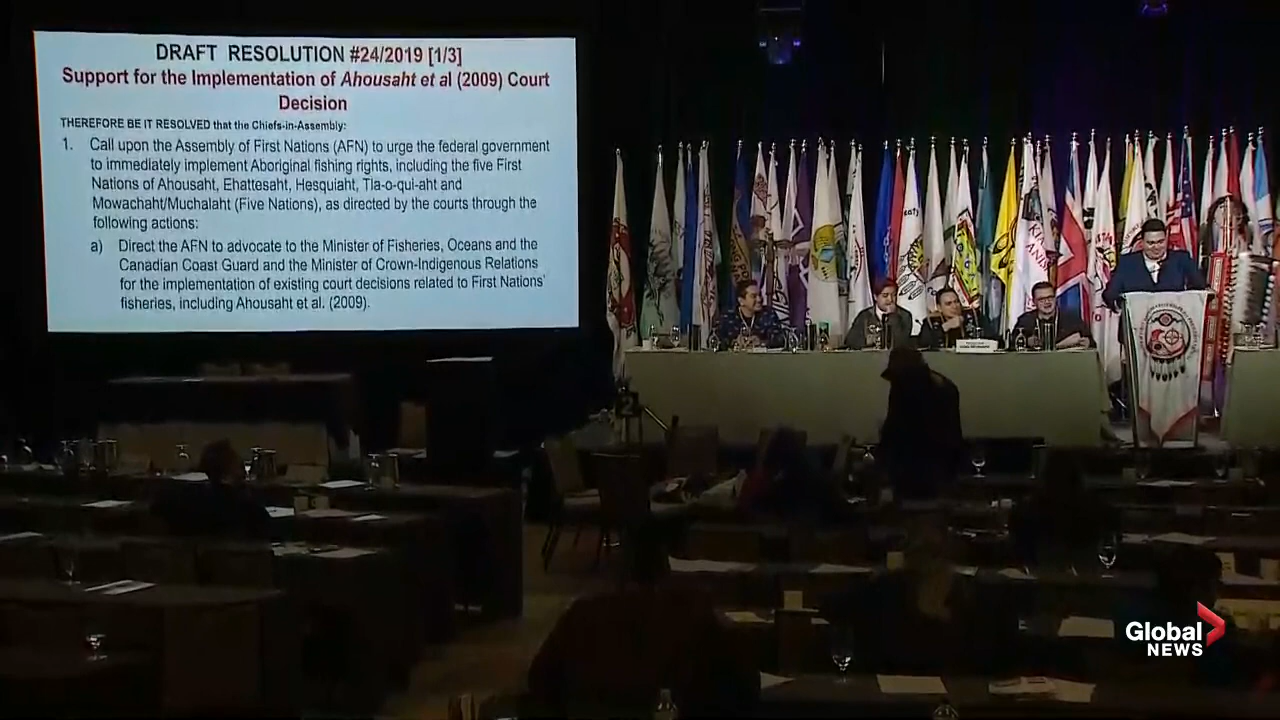 DRAFT RESOLUTION #24/2019 [1/3]
Support for the Implementation of Ahousaht et al (2009) Court
Decision
THEREFORE BE IT RESOLVED that the Chiefs-in-Assembly:
1. Call upon the Assembly of First Nations (AFN) to urge the federal government
to immediately implement Aboriginal fishing rights, including the five First
Nations of Ahousaht, Ehattesaht, Hesquiaht, Tla-o-qui-aht and
Mowachaht/Muchalaht (Five Nations), as directed by the courts through the
following actions:
a) Direct the AFN to advocate to the Minister of Fisheries, Oceans and the
Canadian Coast Guard and the Minister of Crown-Indigenous Relations
for the implementation of existing court decisions related to First Nations'
fisheries, including Ahousaht et al. (2009).
2
Global
NEWS